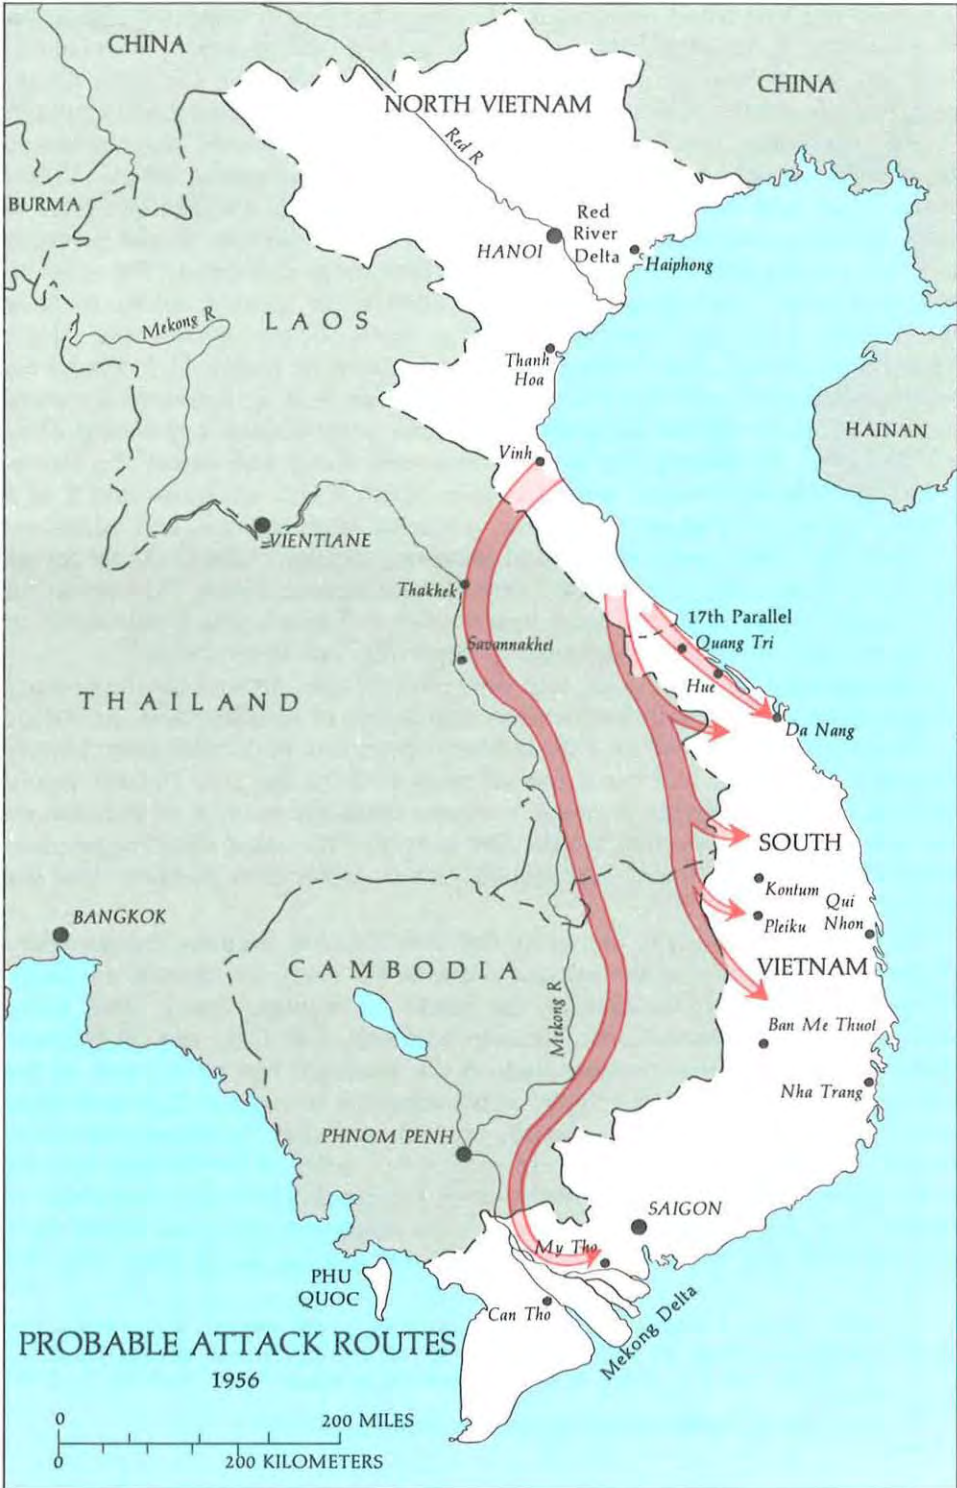 CHINA
CHINA
NORTH VIETNAM
Red R
BURMA
Red
River
Delta
HANOI
Haiphong
Mekong R
LAOS
Thanh
Hoa
HAINAN
Vinh
VIENTIANE
Thakhek
17th Parallel
Quang Tri
Savannakhet
Hue
THAILAND
Da Nang
SOUTH
Kontum
Qui
Nhon
Pleiku
BANGKOK
VIETNAM
CAMBODIA
Mekong R
Ban Me Thuot
Nha Trang
PHNOM PENH
SAIGON
My Tho
PHU
QUOC
Can Tho
Mekong Delta
PROBABLE ATTACK ROUTES
1956
0 200 MILES
0 200 KILOMETERS